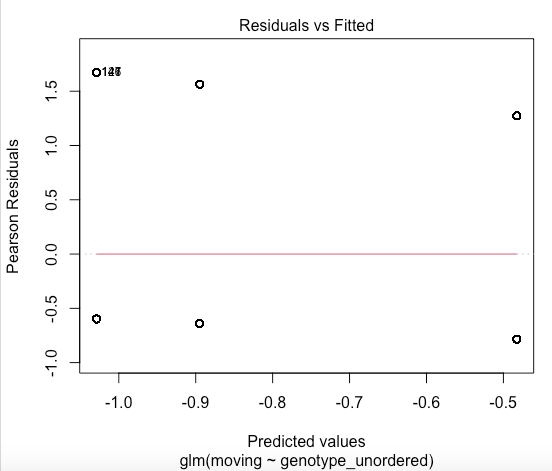 Residuals vs Fitted
Pearson Residuals
1.5
1.0
0.5
0.0
-0.5
-1.0
-1.0 -0.9 -0.8 -0.7 -0.6 -0.5
Predicted values
glm(moving ~ genotype_unordered)